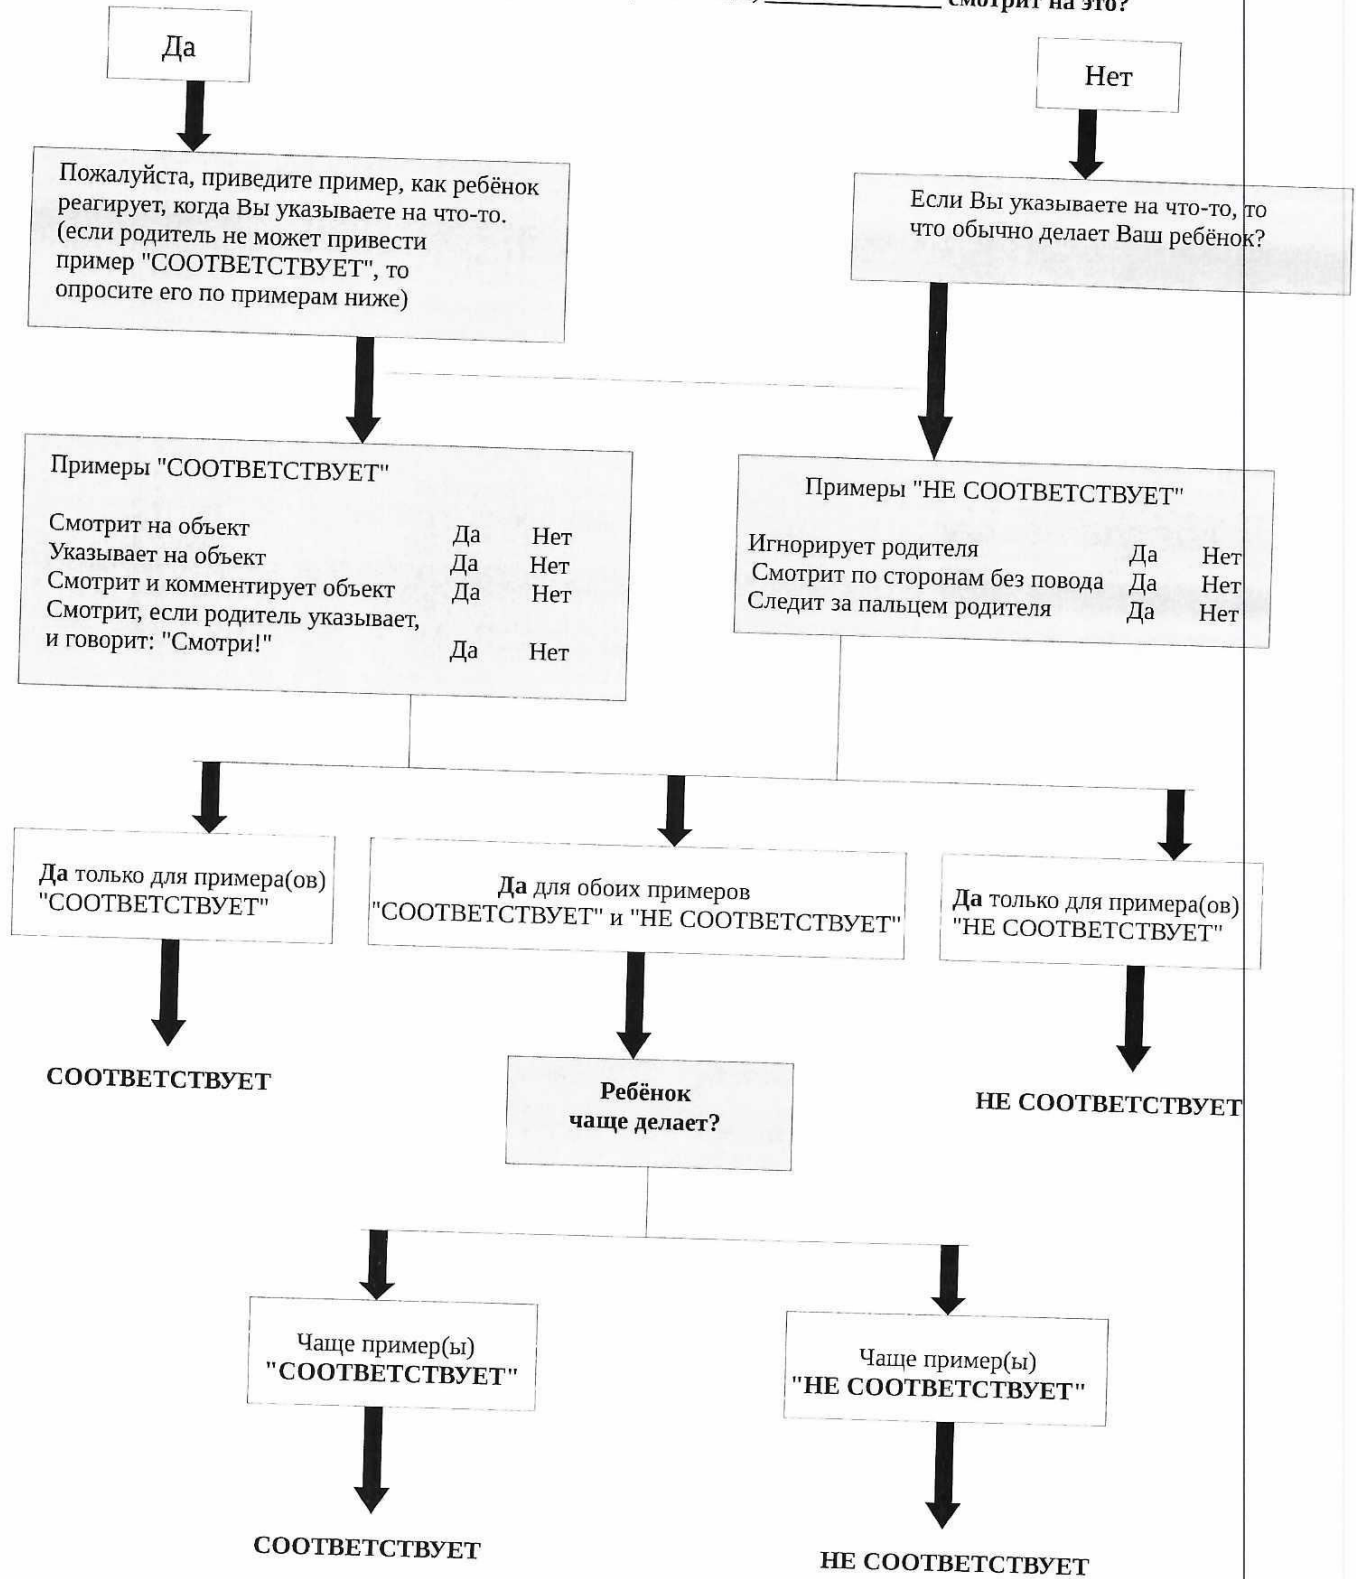 смотрит на это?
Да
Нет
Пожалуйста, приведите пример, как ребёнок
реагирует, когда Вы указываете на что-то.
(если родитель не может привести
пример "СООТВЕТСТВУЕТ", то
опросите его по примерам ниже)
Если Вы указываете на что-то, то
что обычно делает Ваш ребёнок?
Примеры "СООТВЕТСТВУЕТ"
Смотрит на объект Да Нет
Указывает на объект Да Нет
Смотрит и комментирует объект Да Нет
Смотрит, если родитель указывает,
и говорит: "Смотри!" Да Нет
Примеры "НЕ СООТВЕТСТВУЕТ"
Игнорирует родителя Да Нет
Смотрит по сторонам без повода Да Нет
Следит за пальцем родителя Да Нет
Да только для примера(ов)
"СООТВЕТСТВУЕТ"
Да для обоих примеров
"СООТВЕТСТВУЕТ" и "НЕ СООТВЕТСТВУЕТ"
Да только для примера(ов)
"НЕ СООТВЕТСТВУЕТ"
СООТВЕТСТВУЕТ
Ребёнок
чаще делает?
НЕ СООТВЕТСТВУЕТ
Чаще пример(ы)
"СООТВЕТСТВУЕТ"
Чаще пример(ы)
"НЕ СООТВЕТСТВУЕТ"
СООТВЕТСТВУЕТ
НЕ СООТВЕТСТВУЕТ